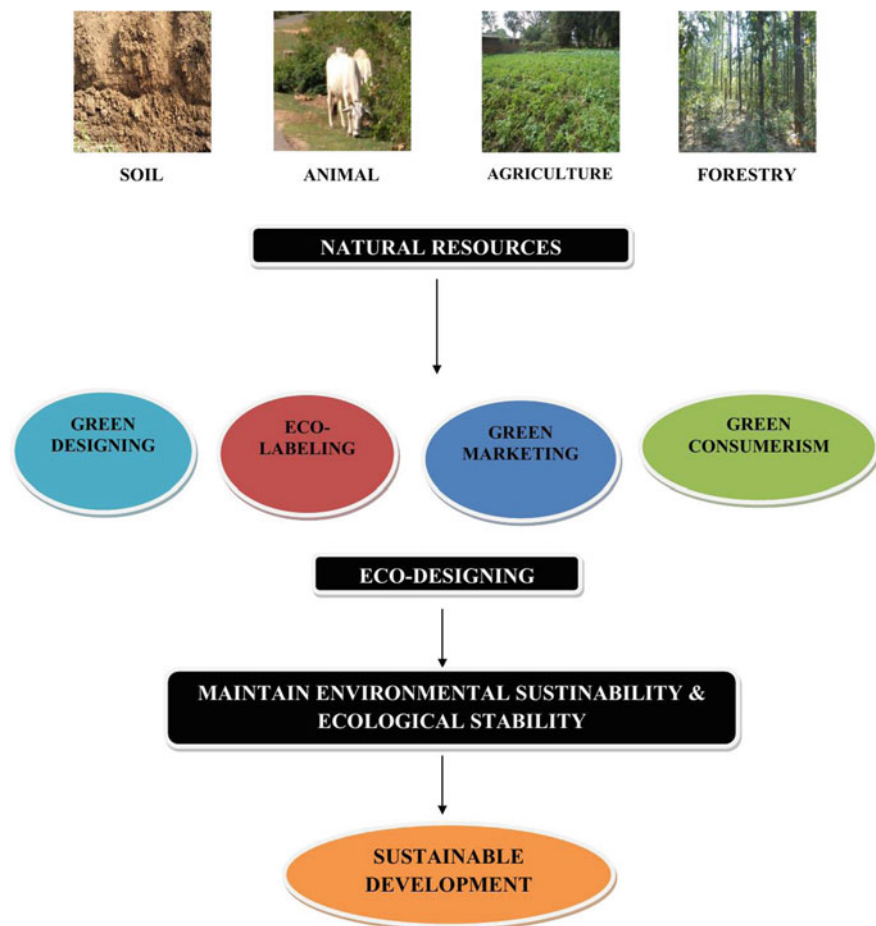 SOIL
ANIMAL
AGRICULTURE
FORESTRY
NATURAL RESOURCES
GREEN
DESIGNING
ECO-
LABELING
GREEN
MARKETING
GREEN
CONSUMERISM
ECO-DESIGNING
MAINTAIN ENVIRONMENTAL SUSTINABILITY &
ECOLOGICAL STABILITY
SUSTAINABLE
DEVELOPMENT